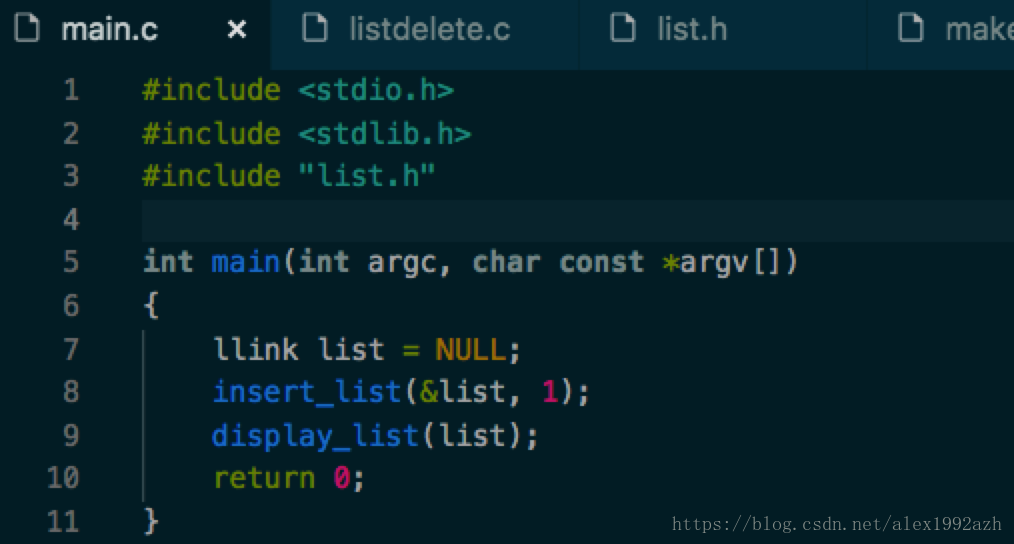 main.c × listdelete.c list.h make
1 #include <stdio.h>
2 #include <stdlib.h>
3 #include "list.h"
4
5 int main(int argc, char const *argv[])
6 {
7     llink list = NULL;
8     insert_list(&list, 1);
9     display_list(list);
10     return 0;
11 }
https://blog.csdn.net/alex1992azh